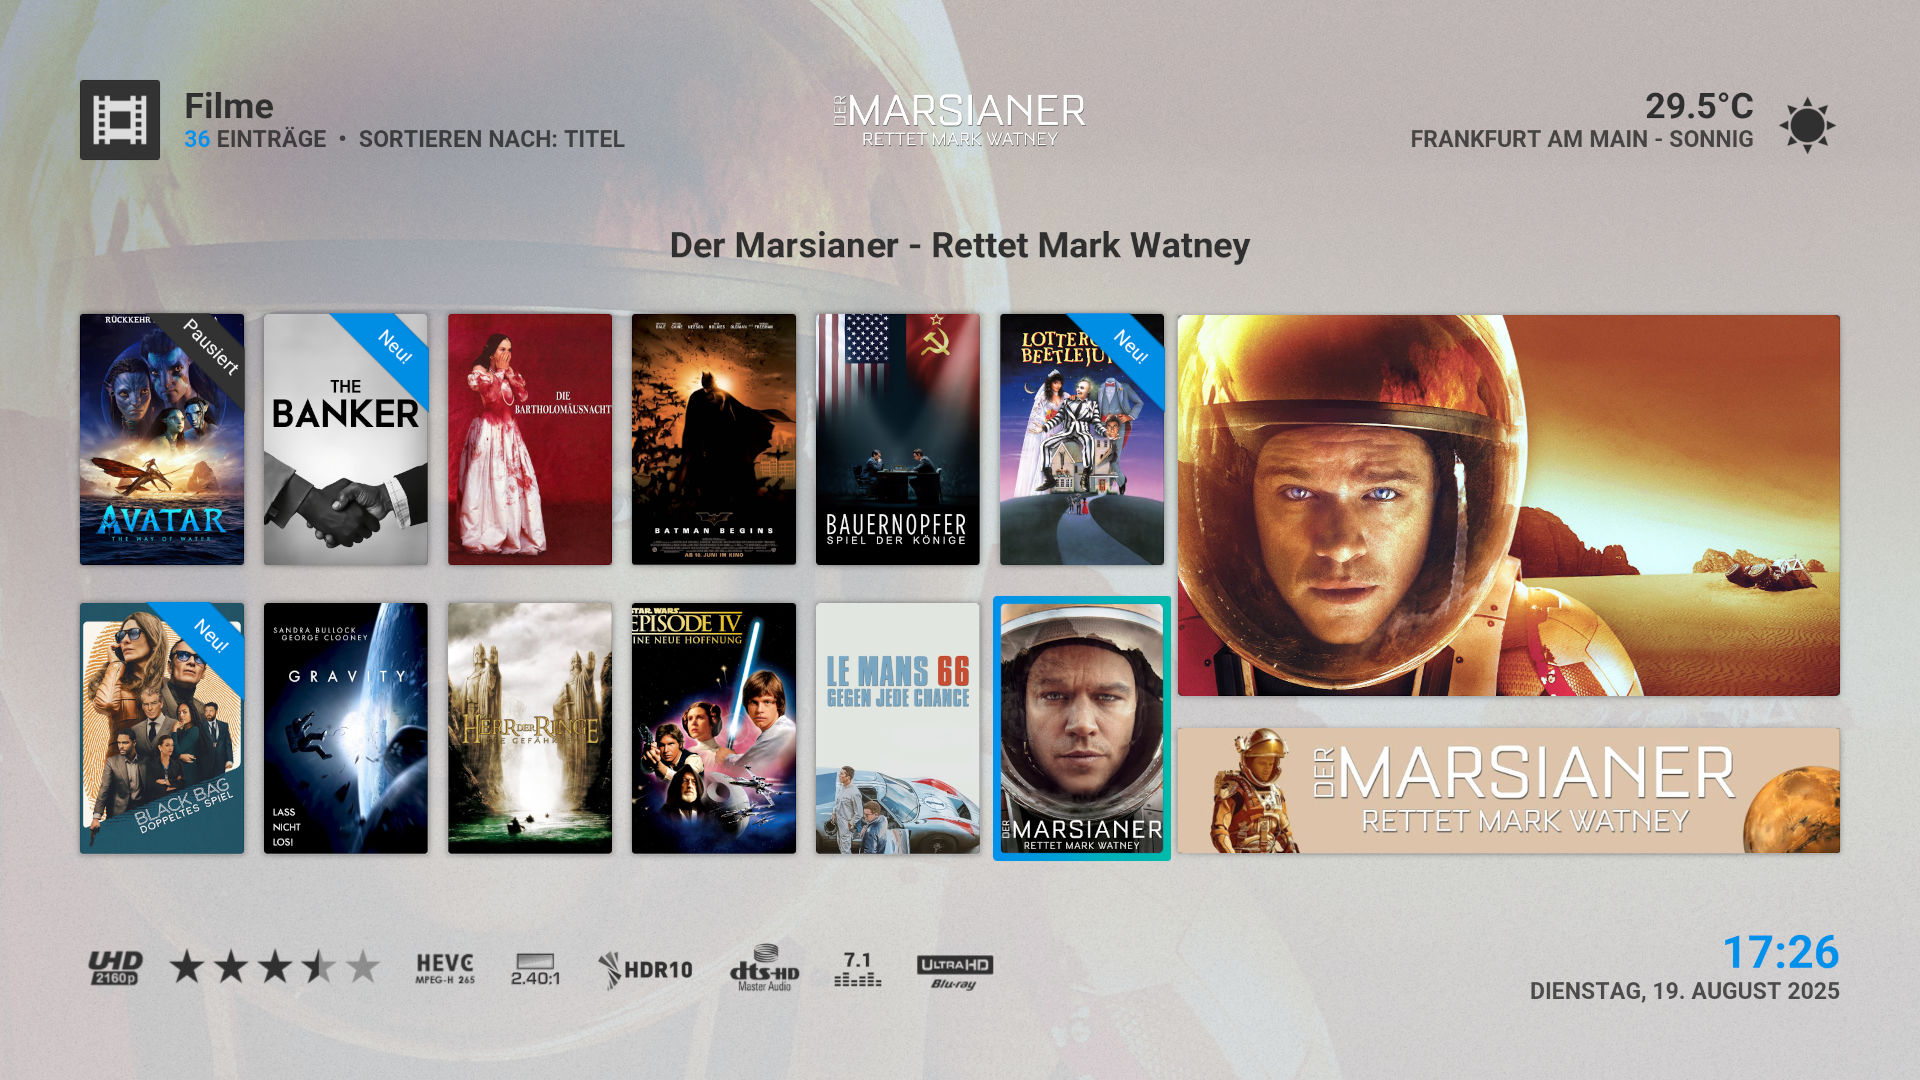 Filme
36 EINTRÄGE • SORTIEREN NACH: TITEL
DER MARSIANER
RETTET MARK WATNEY
29.5°C
FRANKFURT AM MAIN - SONNIG
Der Marsianer - Rettet Mark Watney
RÜCKKEHR
Pausiert
AVATAR
THE WAY OF WATER
Neu!
THE
BANKER
DIE
BARTHOLOMÄUSNACHT
BATMAN BEGINS
AB 16. JUNI IM KINO
BAUERNOPFER
SPIEL DER KÖNIGE
Neu!
Neu!
BLACK BAG
DOPPELTES SPIEL
SANDRA BULLOCK
GEORGE CLOONEY
GRAVITY
LASS
NICHT
LOS!
HERR DER RINGE
STAR WARS
EPISODE IV
INE NEUE HOFFNUNG
LE MANS 66
GEGEN JEDE CHANCE
DER MARSIANER
RETTET MARK WATNEY
DER MARSIANER
RETTET MARK WATNEY
UHD
2160p
HEVC
MPEG-H 265
2.40:1
HDR10
dts-HD
Master Audio
7.1
ULTRA HD
Blu-ray
17:26
DIENSTAG, 19. AUGUST 2025